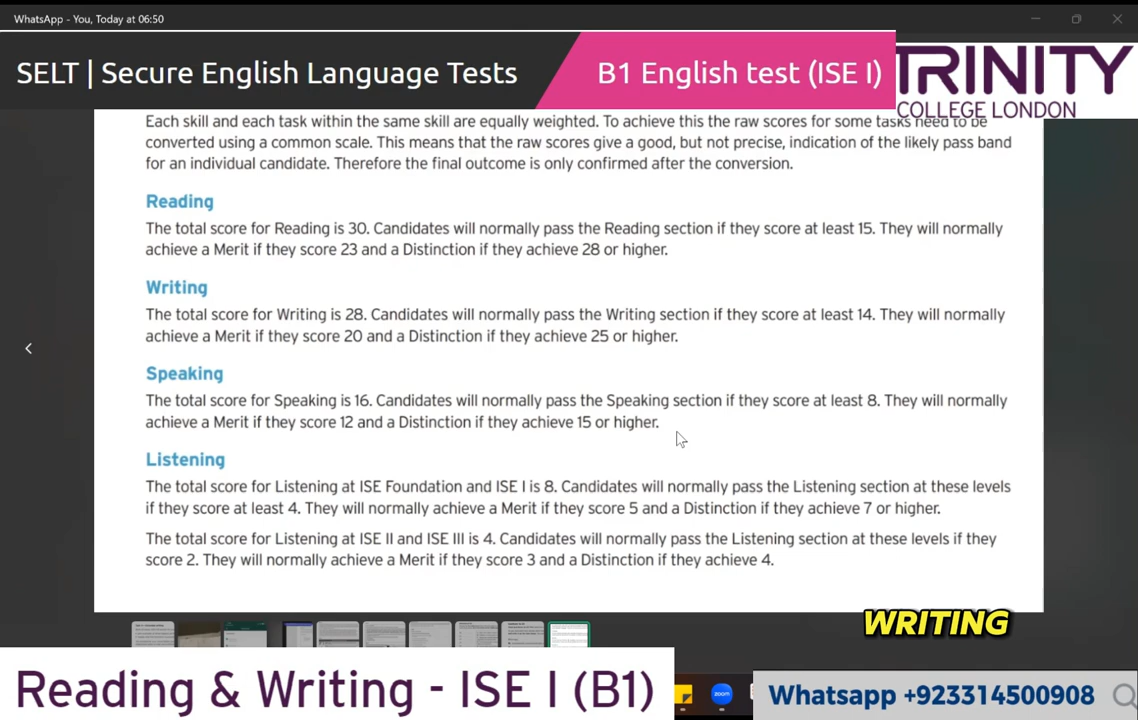 WhatsApp - You, Today at 06:50
SELT | Secure English Language Tests
B1 English test (ISE I)
TRINITY
COLLEGE LONDON
Each skill and each task within the same skill are equally weighted. To achieve this the raw scores for some tasks need to be
converted using a common scale. This means that the raw scores give a good, but not precise, indication of the likely pass band
for an individual candidate. Therefore the final outcome is only confirmed after the conversion.
Reading
The total score for Reading is 30. Candidates will normally pass the Reading section if they score at least 15. They will normally
achieve a Merit if they score 23 and a Distinction if they achieve 28 or higher.
Writing
The total score for Writing is 28. Candidates will normally pass the Writing section if they score at least 14. They will normally
achieve a Merit if they score 20 and a Distinction if they achieve 25 or higher.
Speaking
The total score for Speaking is 16. Candidates will normally pass the Speaking section if they score at least 8. They will normally
achieve a Merit if they score 12 and a Distinction if they achieve 15 or higher.
Listening
The total score for Listening at ISE Foundation and ISE I is 8. Candidates will normally pass the Listening section at these levels
if they score at least 4. They will normally achieve a Merit if they score 5 and a Distinction if they achieve 7 or higher.
The total score for Listening at ISE II and ISE III is 4. Candidates will normally pass the Listening section at these levels if they
score 2. They will normally achieve a Merit if they score 3 and a Distinction if they achieve 4.
WRITING
Reading & Writing - ISE I (B1)
zoom
Whatsapp +923314500908